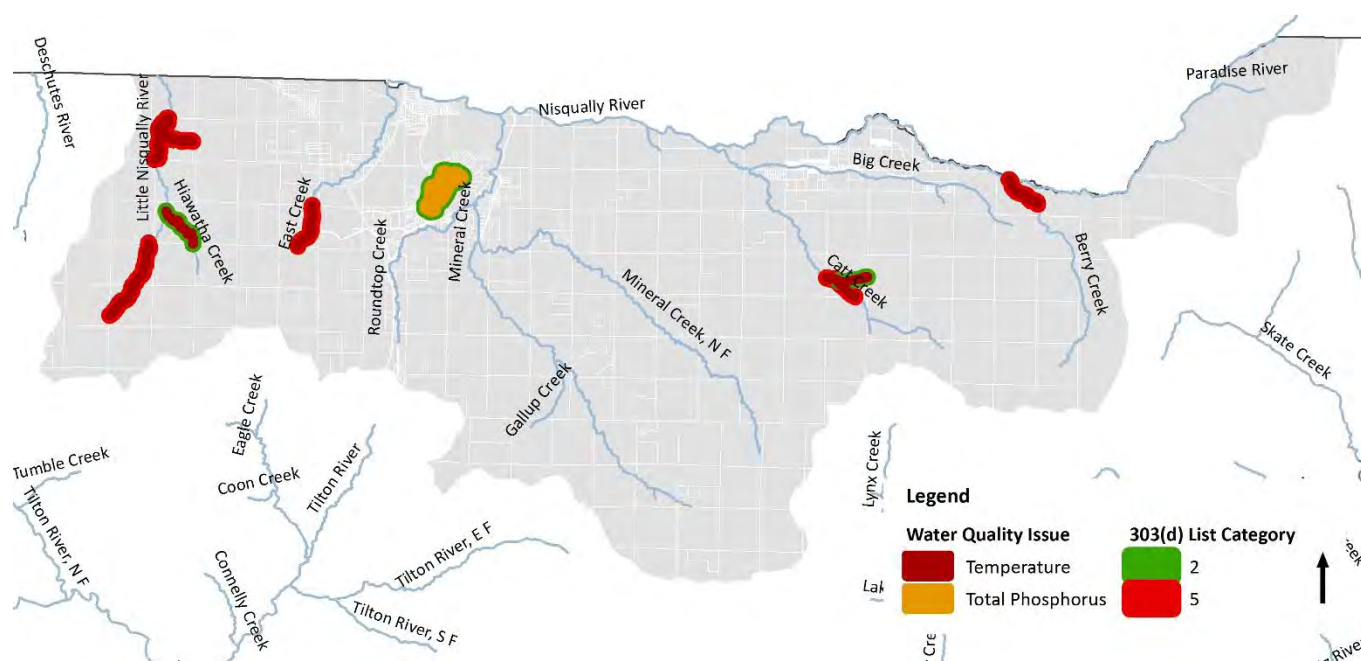 Deschutes River
Little Nisqually River
Hiawatha Creek
East Creek
Roundtop Creek
Mineral Creek
Nisqually River
Big Creek
Paradise River
Berry Creek
Catt Creek
Mineral Creek, N F
Gallup Creek
Skate Creek
Eagle Creek
Tumble Creek
Coon Creek
Tilton River
Tilton River, N F
Connelly Creek
Tilton River, E F
Tilton River, S F
Lynx Creek
Legend
Water Quality Issue
303(d) List Category
Temperature
2
Total Phosphorus
5